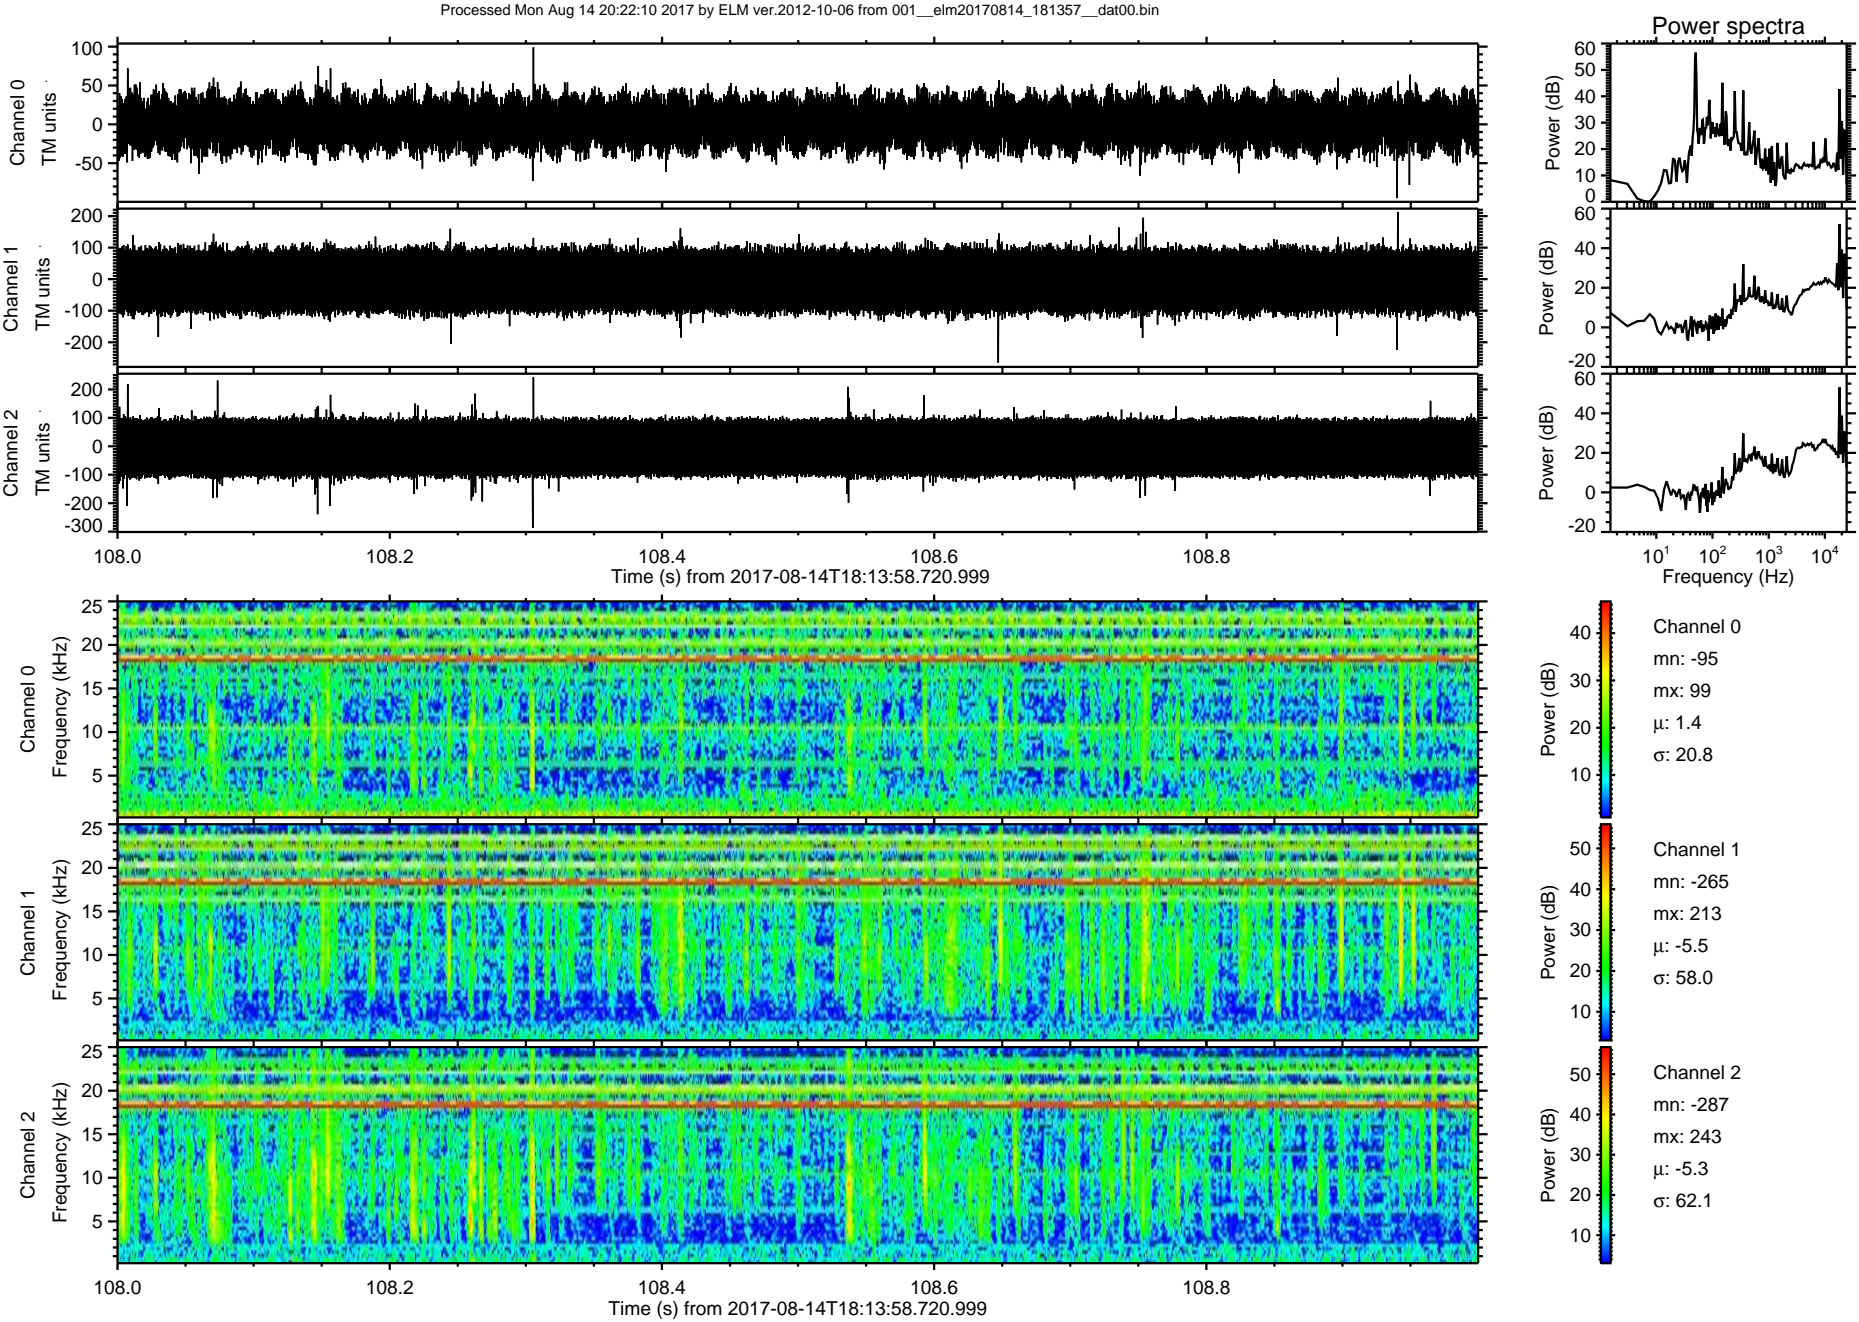 Processed Mon Aug 14 20:22:10 2017 by ELM ver.2012-10-06 from 001__elm20170814_181357__dat00.bin
Power spectra
Channel 0
TM units
100
50
0
-50
Power (dB)
60
50
40
30
20
10
0
Channel 1
TM units
200
100
0
-100
-200
Power (dB)
60
40
20
0
-20
Channel 2
TM units
200
100
0
-100
-200
-300
Power (dB)
60
40
20
0
-20
108.0 108.2 108.4 108.6 108.8
Time (s) from 2017-08-14T18:13:58.720.999
10^1 10^2 10^3 10^4
Frequency (Hz)
Channel 0
Frequency (kHz)
25
20
15
10
5
Power (dB)
40
30
20
10
Channel 0
mn: -95
mx: 99
μ: 1.4
σ: 20.8
Channel 1
Frequency (kHz)
25
20
15
10
5
Power (dB)
50
40
30
20
10
Channel 1
mn: -265
mx: 213
μ: -5.5
σ: 58.0
Channel 2
Frequency (kHz)
25
20
15
10
5
Power (dB)
50
40
30
20
10
Channel 2
mn: -287
mx: 243
μ: -5.3
σ: 62.1
108.0 108.2 108.4 108.6 108.8
Time (s) from 2017-08-14T18:13:58.720.999